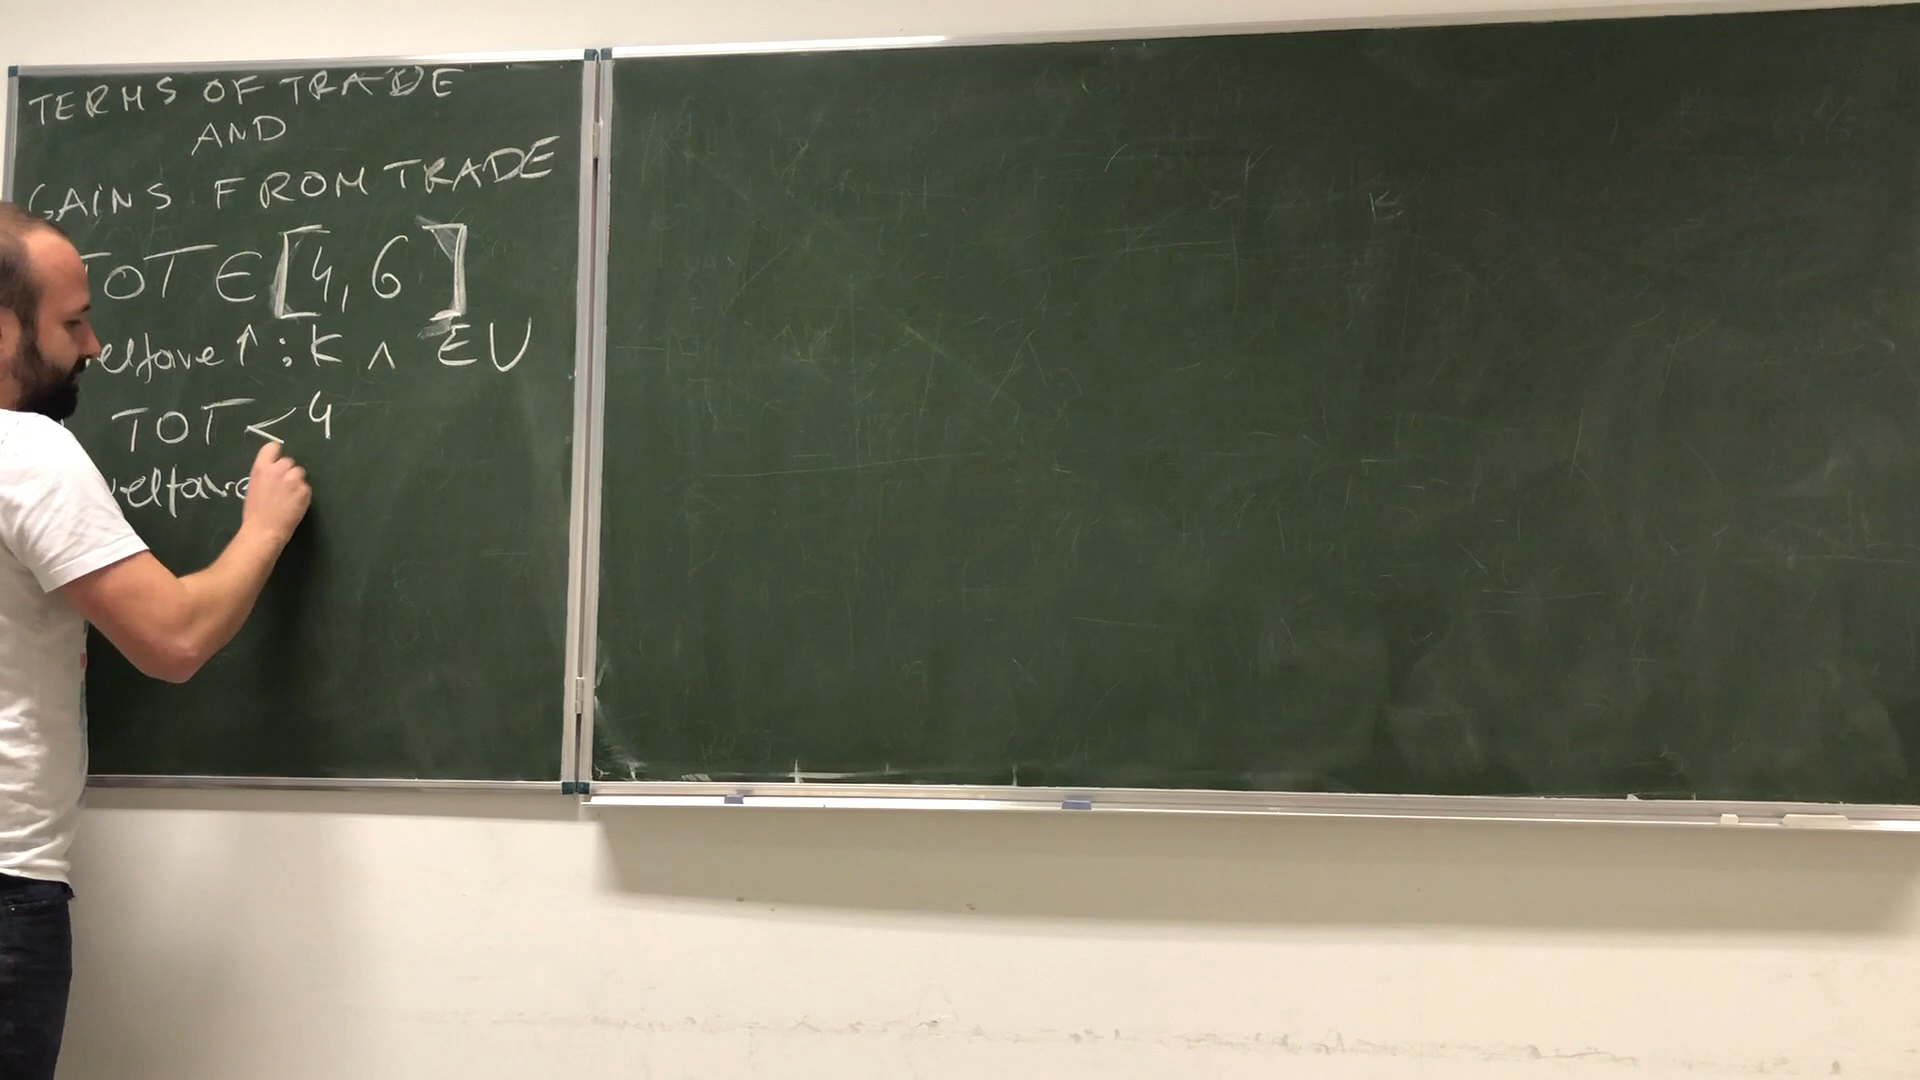 TERMS OF TRADE
AND
GAINS FROM TRADE
TOT ∈ [4, 6]
welfare ↑ : K ∧ EU
TOT < 4
welfare